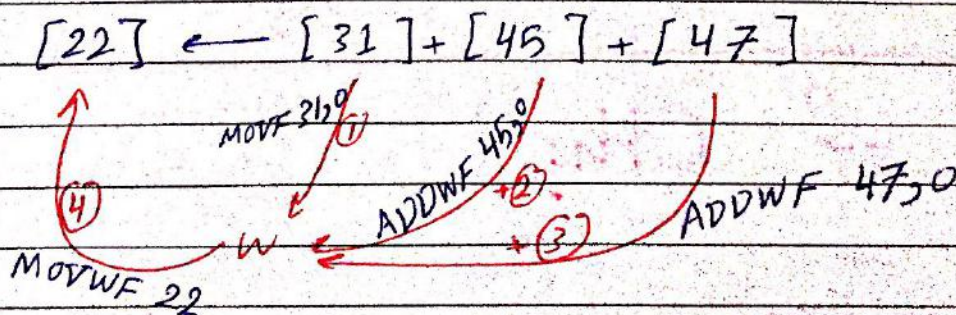 [22] ← [31] + [45] + [47]
MOVF 31,0 ①
ADDWF 45,0
+②
ADDWF 47,0
④
W
+③
MOVWF 22